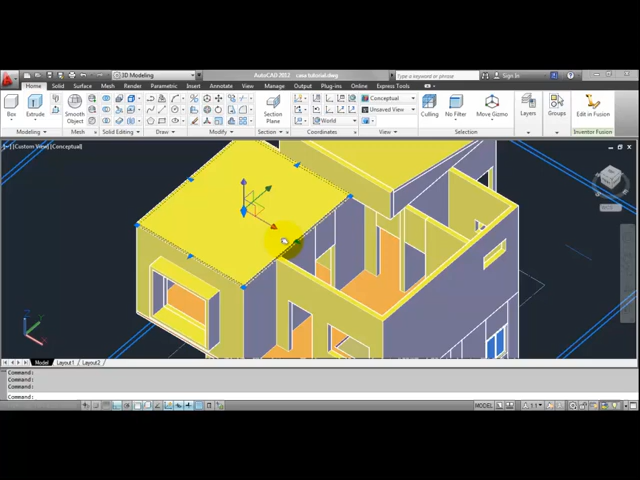 3D Modeling
AutoCAD 2012 casa tutorial.dwg
Type a keyword or phrase
Sign In
Home Solid Surface Mesh Render Parametric Insert Annotate View Manage Output Plug-ins Online Express Tools
Box
Extrude
Smooth Object
Section Plane
World
Conceptual
Unsaved View
Culling
No Filter
Move Gizmo
Layers
Groups
Edit in Fusion
Modeling
Mesh
Solid Editing
Draw
Modify
Section
Coordinates
View
Selection
Inventor Fusion
[Custom View] [Conceptual]
Model Layout1 Layout2
Command:
Command:
Command:
Command:
MODEL
1:1